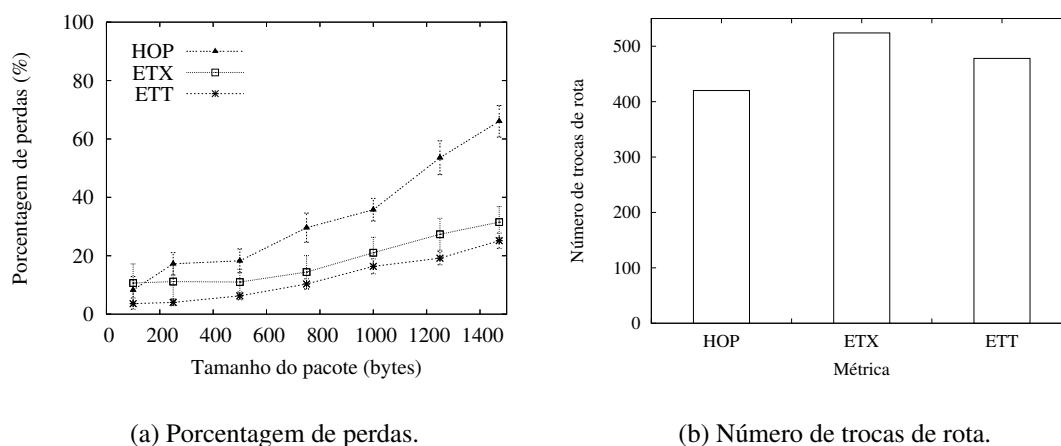 Porcentagem de perdas (%)
100
80
60
40
20
0
HOP
ETX
ETT
0 200 400 600 800 1000 1200 1400
Tamanho do pacote (bytes)
(a) Porcentagem de perdas.
Número de trocas de rota
500
400
300
200
100
0
HOP ETX ETT
Métrica
(b) Número de trocas de rota.